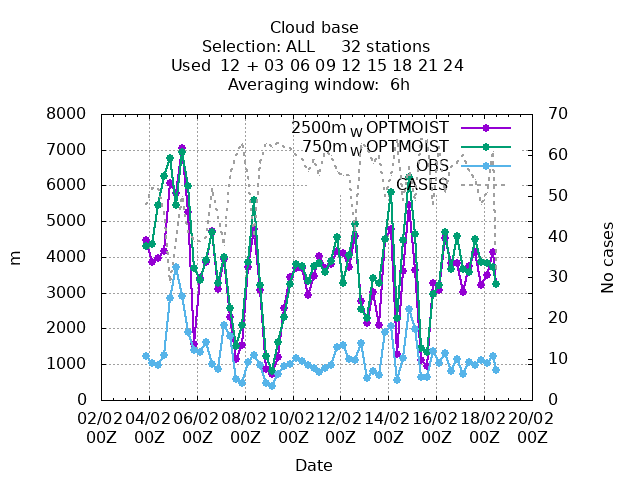 Cloud base
Selection: ALL 32 stations
Used 12 + 03 06 09 12 15 18 21 24
Averaging window: 6h
8000
7000
6000
5000
4000
3000
2000
1000
0
m
70
60
50
40
30
20
10
0
No cases
2500m W OPTMOIST
750m W OPTMOIST
OBS
CASES
02/02 04/02 06/02 08/02 10/02 12/02 14/02 16/02 18/02 20/02
00Z 00Z 00Z 00Z 00Z 00Z 00Z 00Z 00Z 00Z
Date